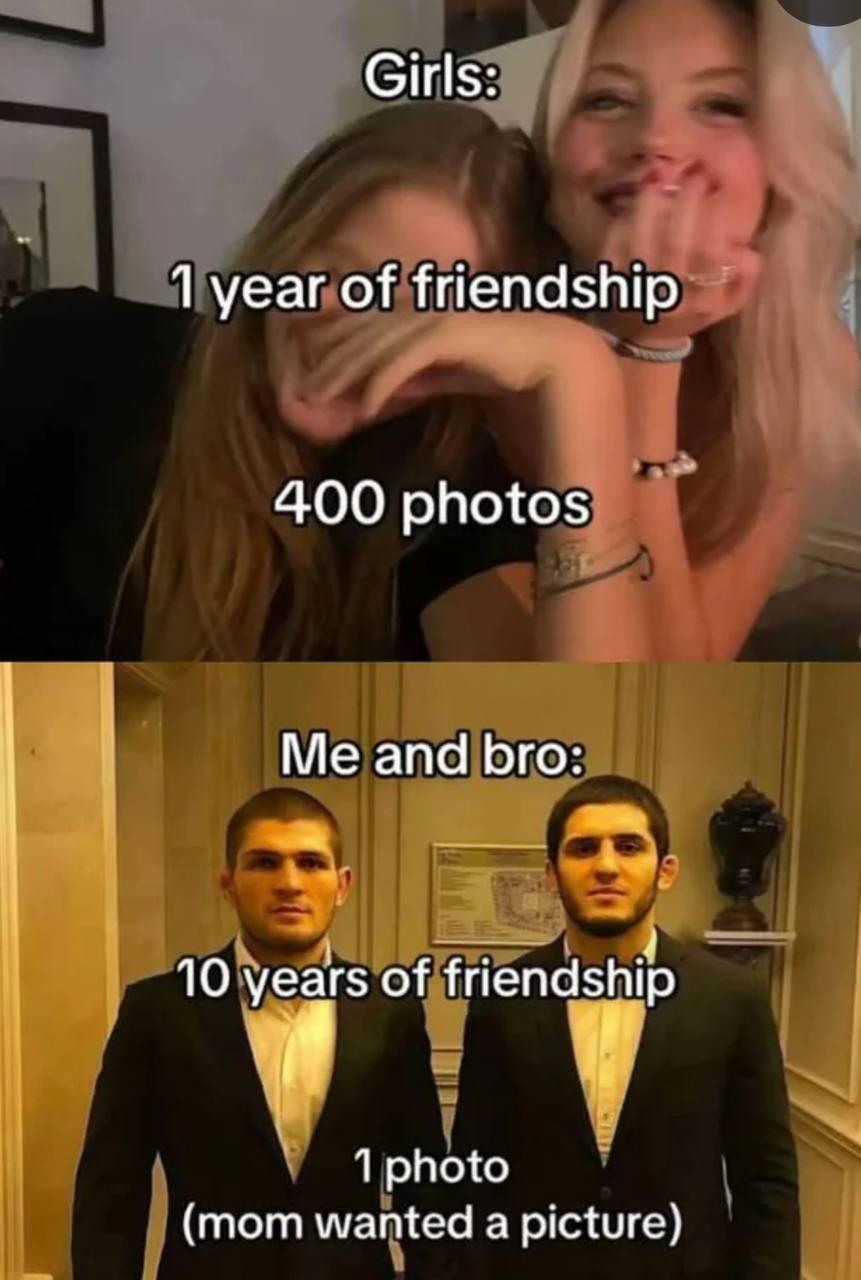 Girls:
1 year of friendship
400 photos
Me and bro:
10 years of friendship
1 photo
(mom wanted a picture)